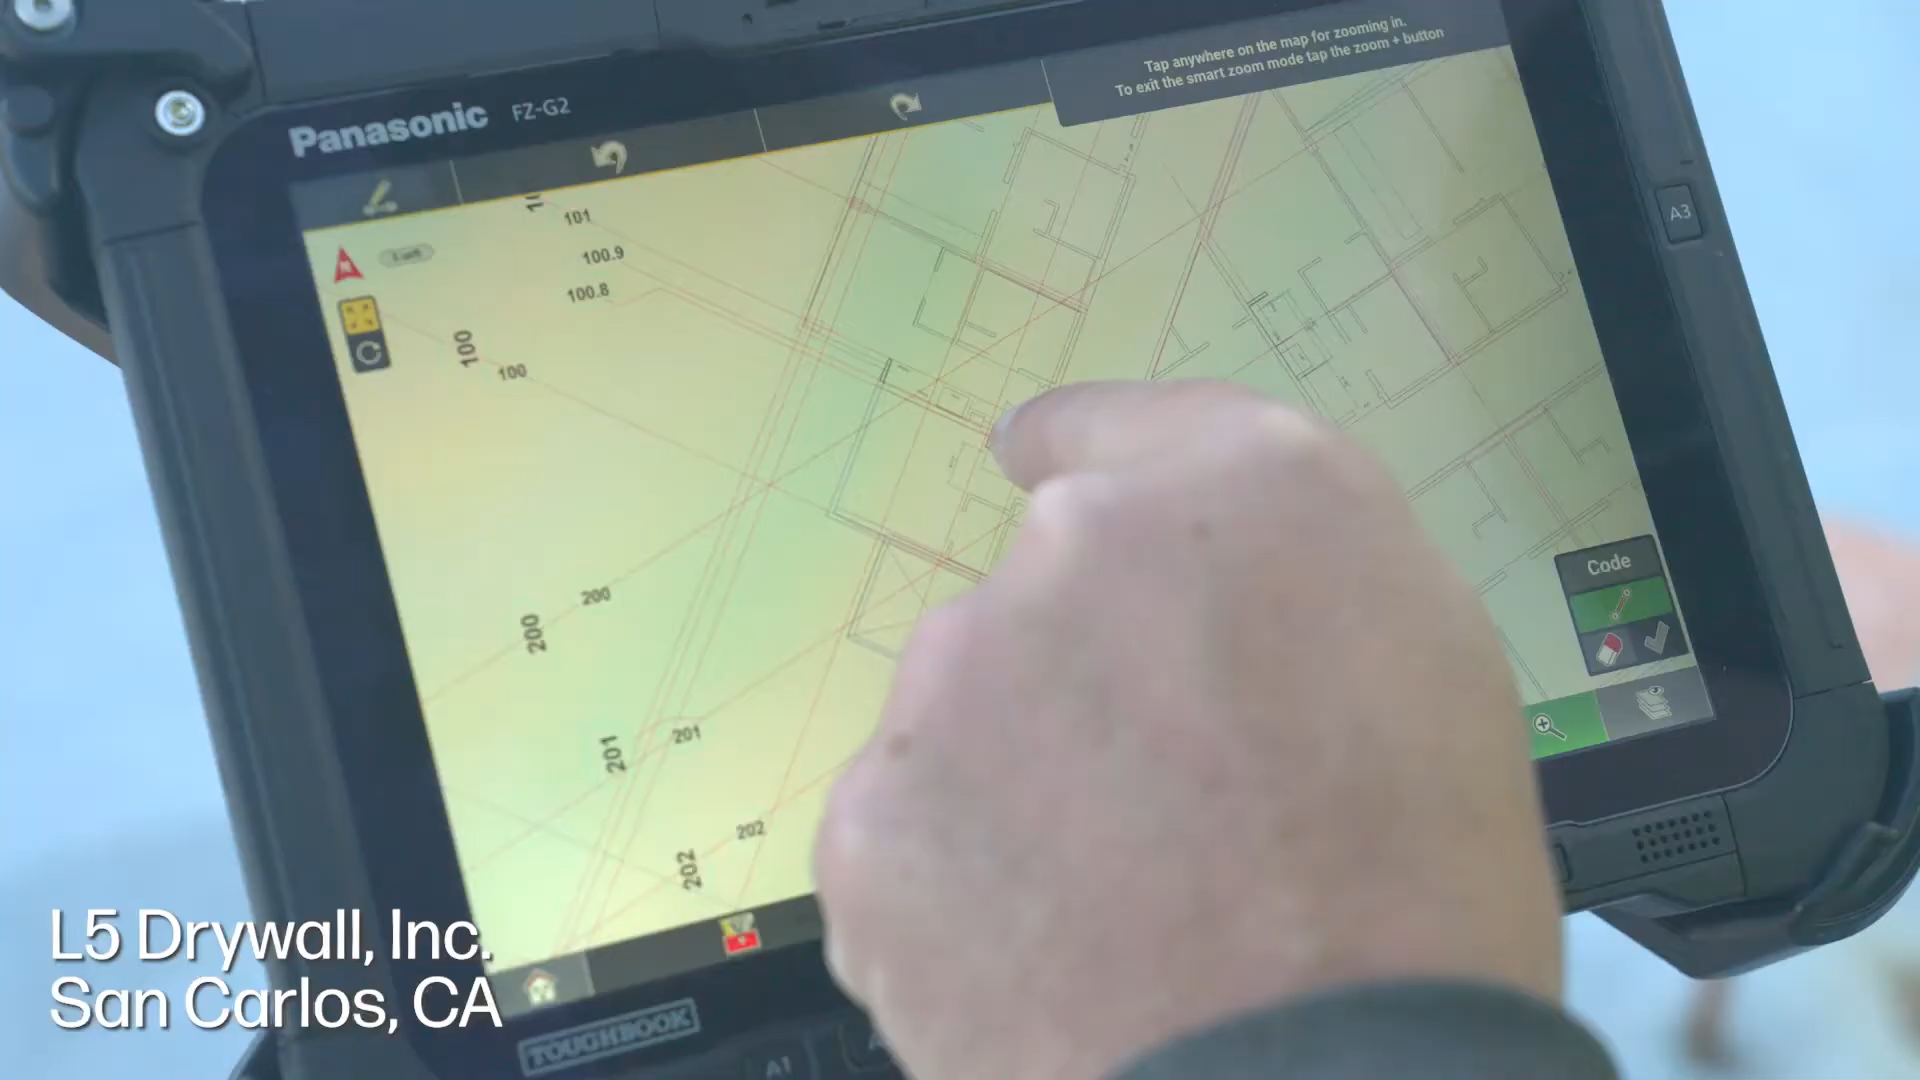 Tap anywhere on the map for zooming in.
To exit the smart zoom mode tap the zoom + button
Panasonic FZ-G2
A3
101
100.9
100.8
100
100
200
200
201
201
202
202
Code
L5 Drywall, Inc.
San Carlos, CA
TOUGHBOOK
A1